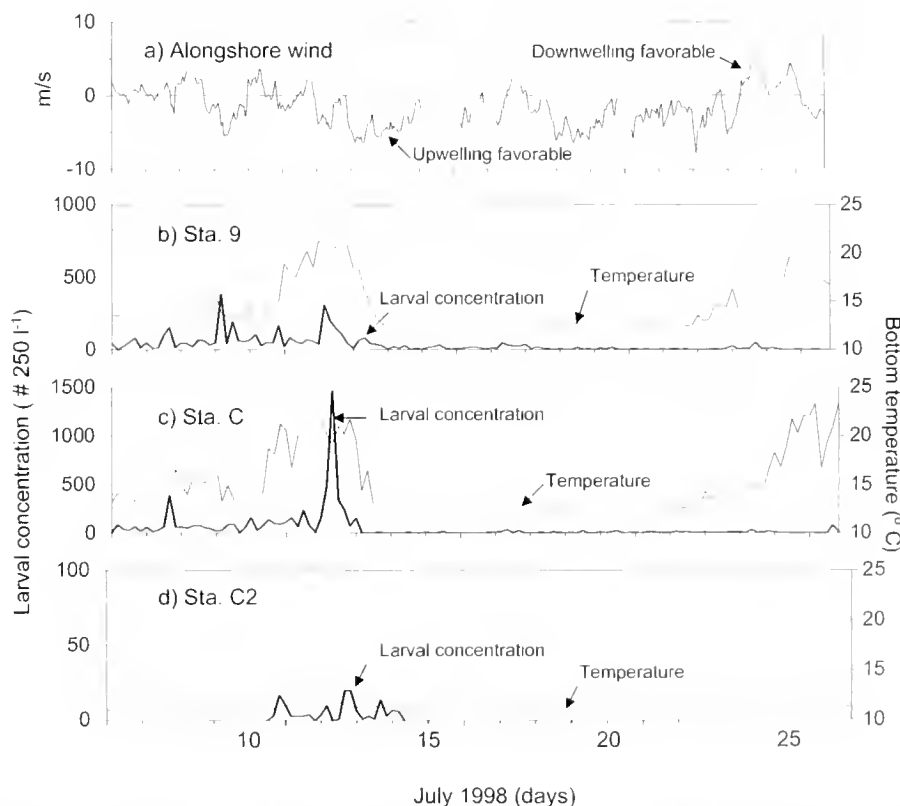 10
a) Alongshore wind
Downwelling favorable
m/s
0
Upwelling favorable
-10
1000
25
b) Sta. 9
20
Temperature
500
Larval concentration
15
0
10
1500
25
c) Sta. C
Larval concentration
1000
20
Temperature
500
15
0
10
Larval concentration ( # 250 l⁻¹)
Bottom temperature (°C)
100
25
d) Sta. C2
20
50
Larval concentration
Temperature
15
0
10
10
15
20
25
July 1998 (days)